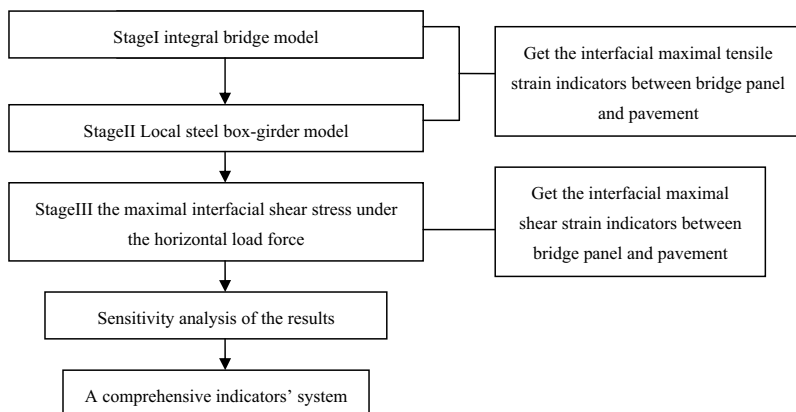 StageI integral bridge model
Get the interfacial maximal tensile
strain indicators between bridge panel
and pavement
StageII Local steel box-girder model
StageIII the maximal interfacial shear stress under
the horizontal load force
Get the interfacial maximal
shear strain indicators between
bridge panel and pavement
Sensitivity analysis of the results
A comprehensive indicators’ system